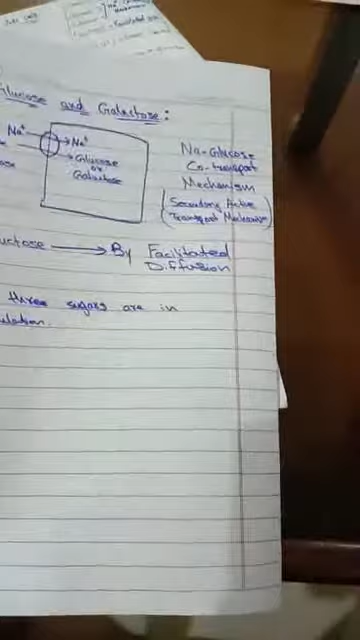 Glucose and Galactose:
Na+ → Na+
→ Glucose
or
Galactose
Na-Glucose
Co-transport
Mechanism
(Secondary Active
Transport Mechanism)
→ By Facilitated
Diffusion
three sugars are in